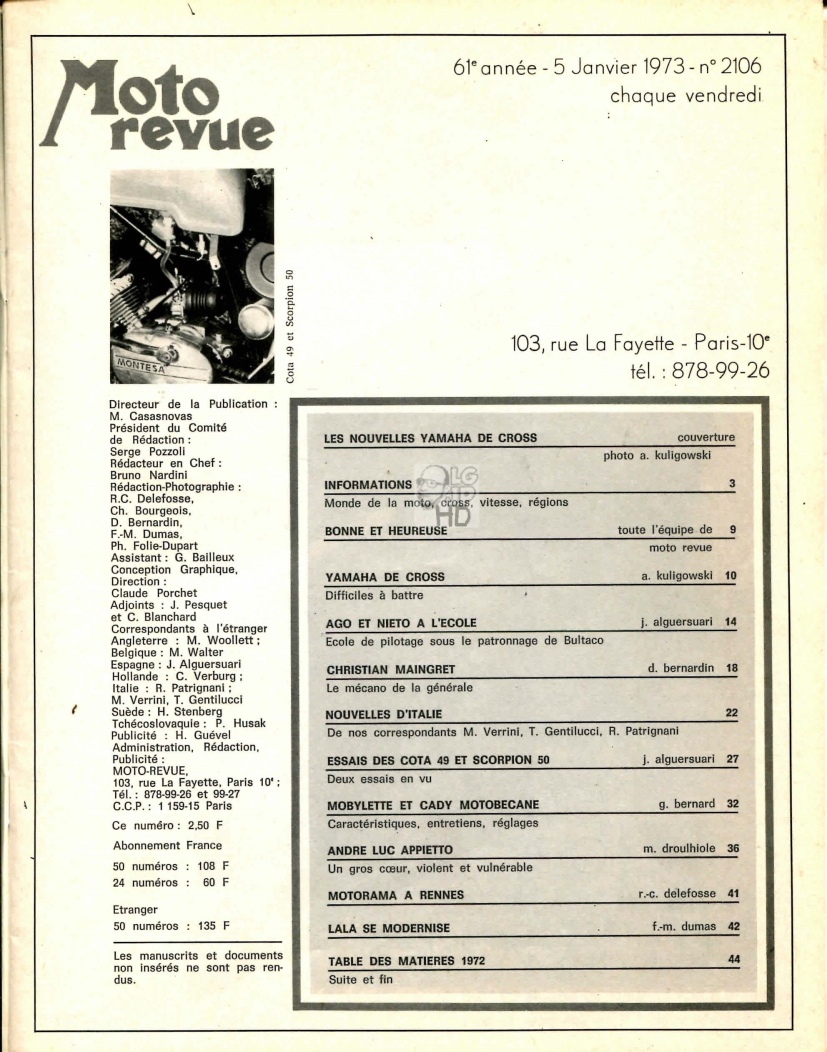 Moto
revue
61e année - 5 Janvier 1973 - n° 2106
chaque vendredi
MONTESA
Cota 49 et Scorpion 50
103, rue La Fayette - Paris-10e
tél. : 878-99-26
Directeur de la Publication :
M. Casasnovas
Président du Comité
de Rédaction :
Serge Pozzoli
Rédacteur en Chef :
Bruno Nardini
Rédaction-Photographie :
R.C. Delefosse,
Ch. Bourgeois,
D. Bernardin,
F.-M. Dumas,
Ph. Folie-Dupart
Assistant : G. Bailleux
Conception Graphique,
Direction :
Claude Porchet
Adjoints : J. Pesquet
et C. Blanchard
Correspondants à l'étranger
Angleterre : M. Woollett ;
Belgique : M. Walter
Espagne : J. Alguersuari
Hollande : C. Verburg ;
Italie : R. Patrignani ;
M. Verrini, T. Gentilucci
Suède : H. Stenberg
Tchécoslovaquie : P. Husak
Publicité : H. Guével
Administration, Rédaction,
Publicité :
MOTO-REVUE,
103, rue La Fayette, Paris 10e ;
Tél. : 878-99-26 et 99-27
C.C.P. : 1 159-15 Paris
Ce numéro : 2,50 F
Abonnement France
50 numéros : 108 F
24 numéros : 60 F
Etranger
50 numéros : 135 F
Les manuscrits et documents
non insérés ne sont pas ren-
dus.
LES NOUVELLES YAMAHA DE CROSS couverture
photo a. kuligowski
INFORMATIONS 3
Monde de la moto, cross, vitesse, régions
BONNE ET HEUREUSE toute l'équipe de 9
moto revue
YAMAHA DE CROSS a. kuligowski 10
Difficiles à battre
AGO ET NIETO A L'ECOLE j. alguersuari 14
Ecole de pilotage sous le patronnage de Bultaco
CHRISTIAN MAINGRET d. bernardin 18
Le mécano de la générale
NOUVELLES D'ITALIE 22
De nos correspondants M. Verrini, T. Gentilucci, R. Patrignani
ESSAIS DES COTA 49 ET SCORPION 50 j. alguersuari 27
Deux essais en vu
MOBYLETTE ET CADY MOTOBECANE g. bernard 32
Caractéristiques, entretiens, réglages
ANDRE LUC APPIETTO m. droulhiole 36
Un gros cœur, violent et vulnérable
MOTORAMA A RENNES r.-c. delefosse 41
LALA SE MODERNISE f.-m. dumas 42
TABLE DES MATIERES 1972 44
Suite et fin